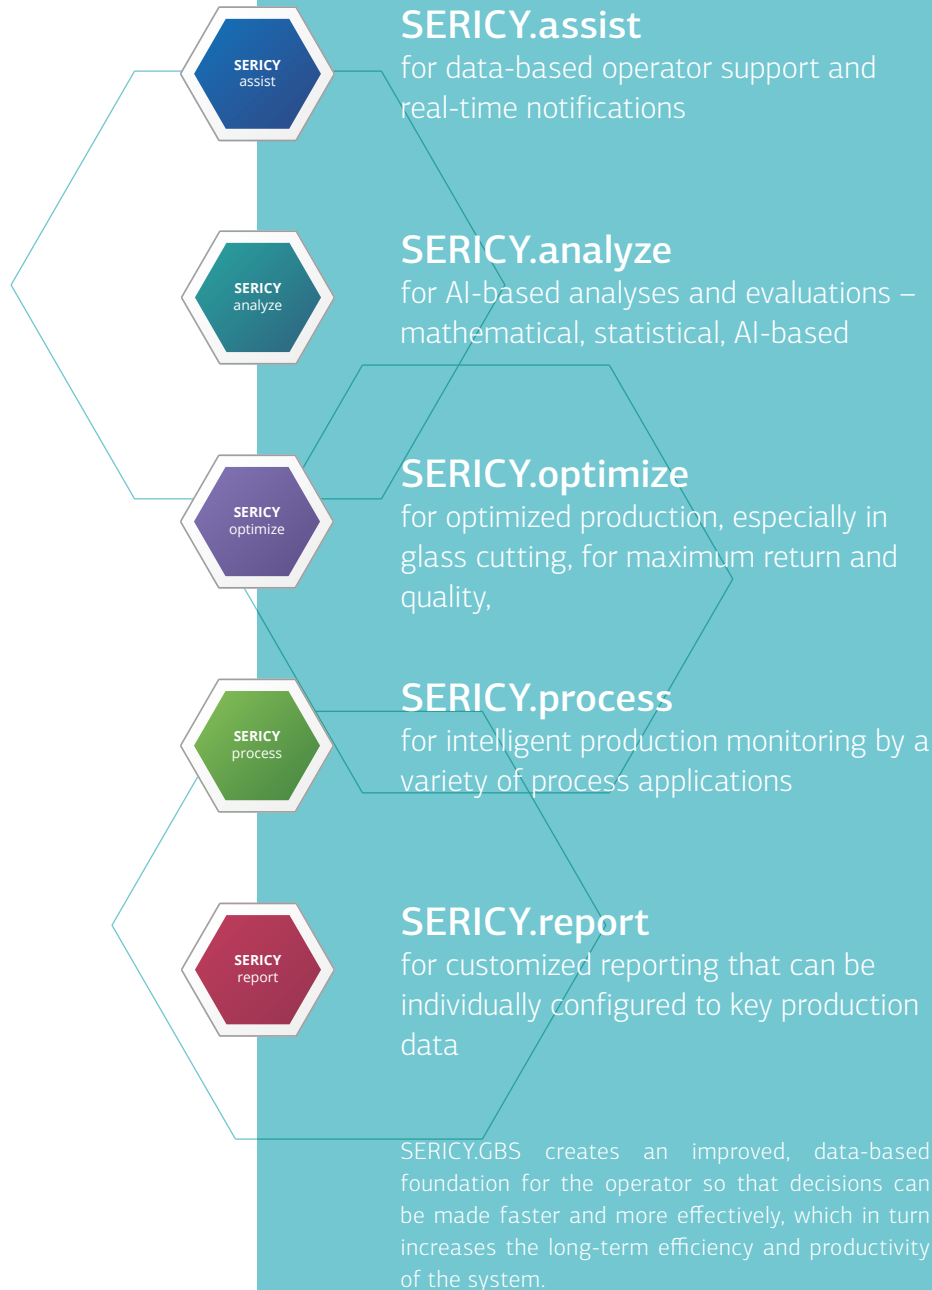 SERICY
assist
SERICY.assist
for data-based operator support and
real-time notifications
SERICY
analyze
SERICY.analyze
for AI-based analyses and evaluations –
mathematical, statistical, AI-based
SERICY
optimize
SERICY.optimize
for optimized production, especially in
glass cutting, for maximum return and
quality,
SERICY
process
SERICY.process
for intelligent production monitoring by a
variety of process applications
SERICY
report
SERICY.report
for customized reporting that can be
individually configured to key production
data
SERICY.GBS creates an improved, data-based
foundation for the operator so that decisions can
be made faster and more effectively, which in turn
increases the long-term efficiency and productivity
of the system.